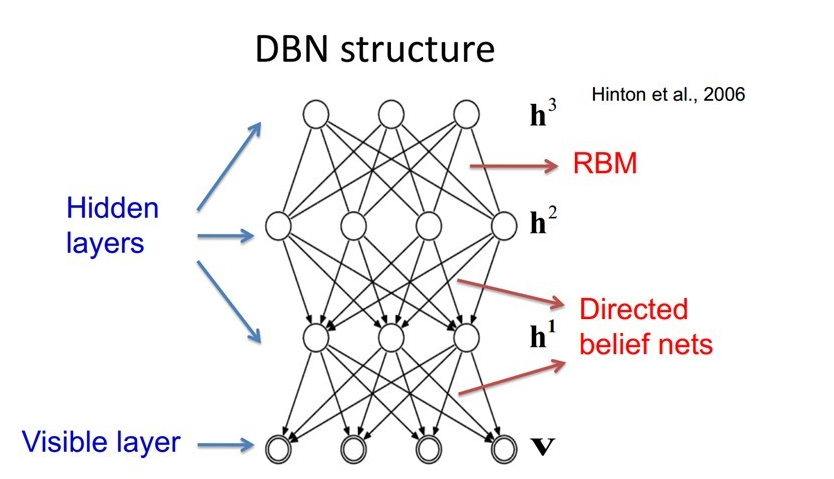 DBN structure
Hinton et al., 2006
h³
RBM
Hidden
layers
h²
Directed
belief nets
h¹
Visible layer
v